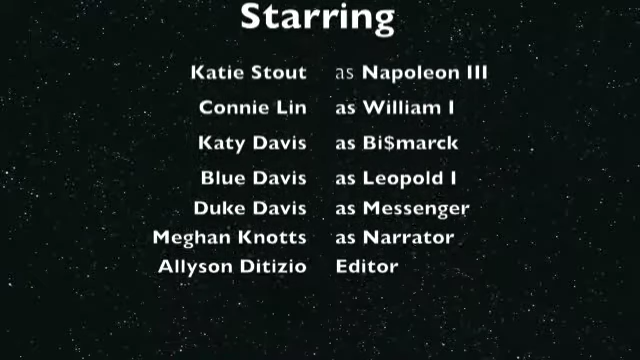 Starring
Katie Stout as Napoleon III
Connie Lin as William I
Katy Davis as Bi$marck
Blue Davis as Leopold I
Duke Davis as Messenger
Meghan Knotts as Narrator
Allyson Ditizio Editor